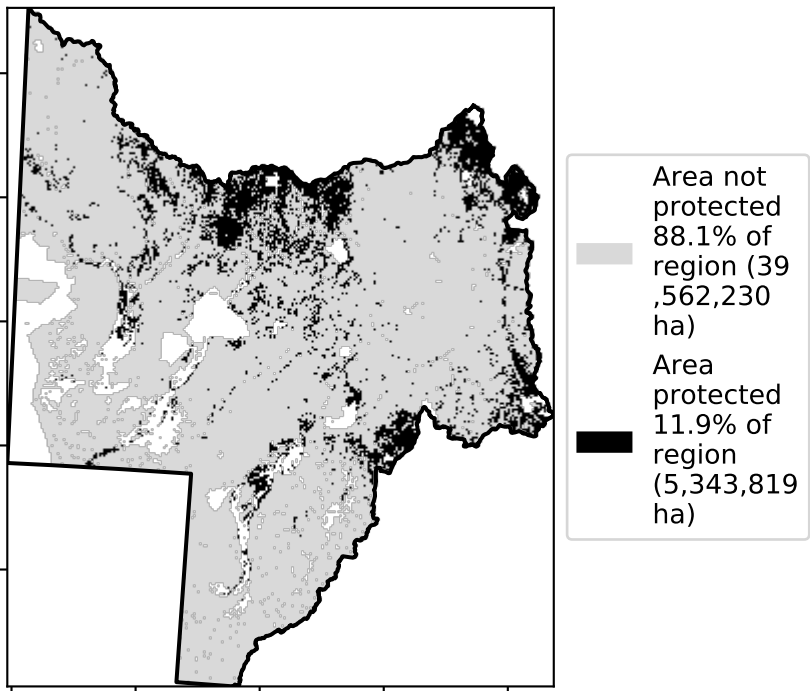 Area not
protected
88.1% of
region (39
,562,230
ha)
Area
protected
11.9% of
region
(5,343,819
ha)